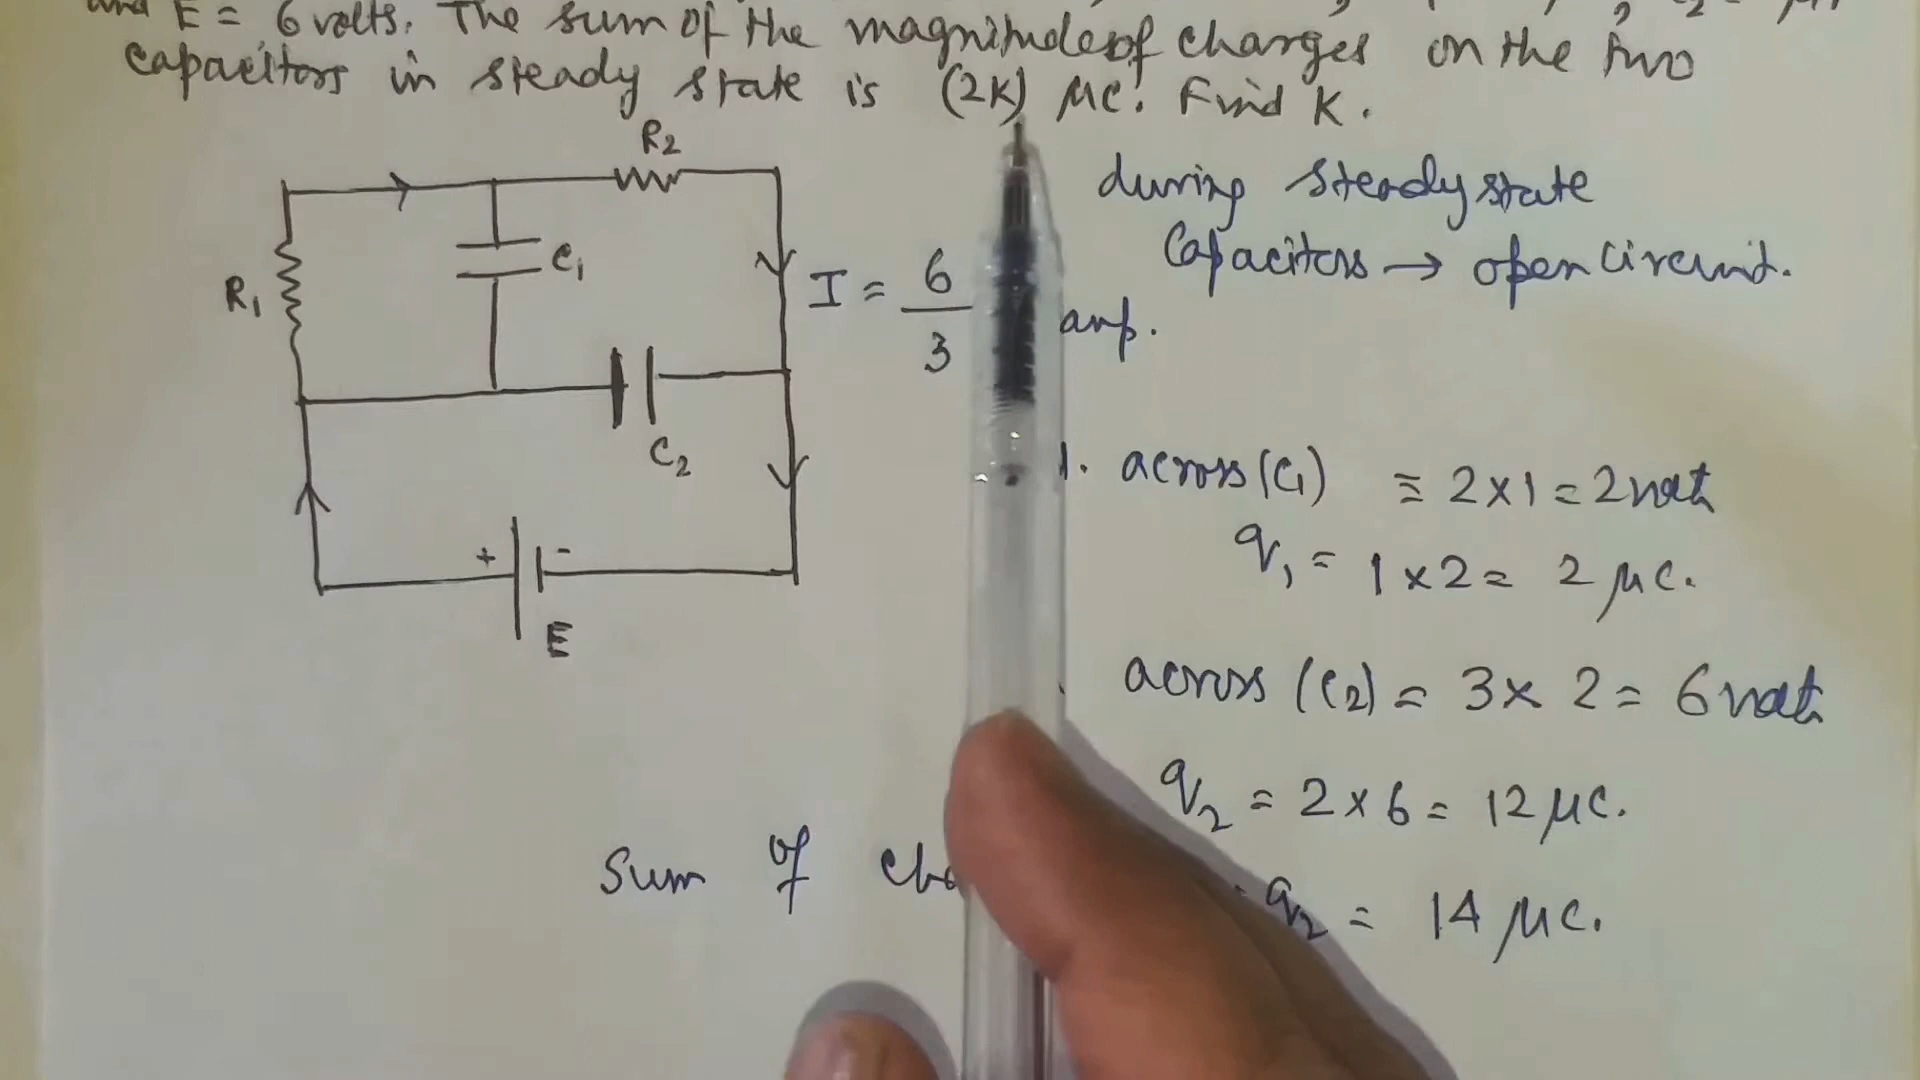 and E = 6 volts. The sum of the magnitude of charges on the two
capacitors in steady state is (2K) μC. Find K.
R2
during steady state
Capacitors → open circuit.
C1
R1
I = 6/3 amp.
C2
across (C1) = 2×1 = 2 volt
+ -
q1 = 1×2 = 2 μC.
E
across (C2) = 3×2 = 6 volt
q2 = 2×6 = 12 μC.
Sum of
q2 = 14 μC.